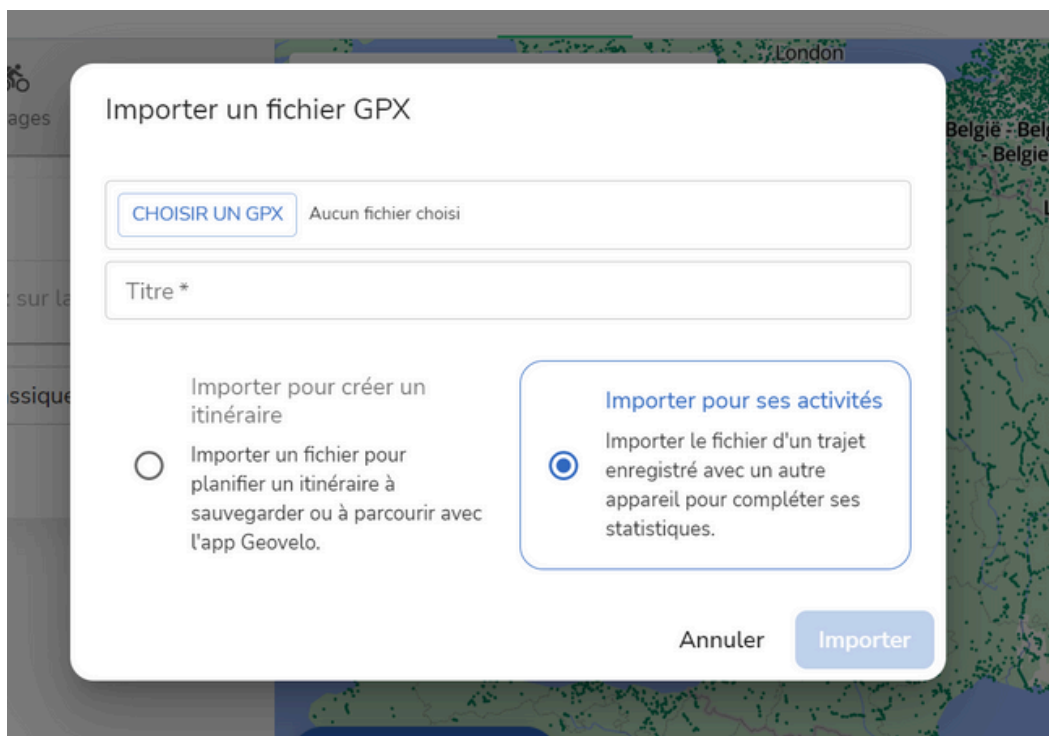 London
ages
België - Belg
- Belgie
Importer un fichier GPX
CHOISIR UN GPX Aucun fichier choisi
Titre *
sur la
ssique
Importer pour créer un
itinéraire
Importer un fichier pour
planifier un itinéraire à
sauvegarder ou à parcourir avec
l'app Geovelo.
Importer pour ses activités
Importer le fichier d'un trajet
enregistré avec un autre
appareil pour compléter ses
statistiques.
Annuler Importer